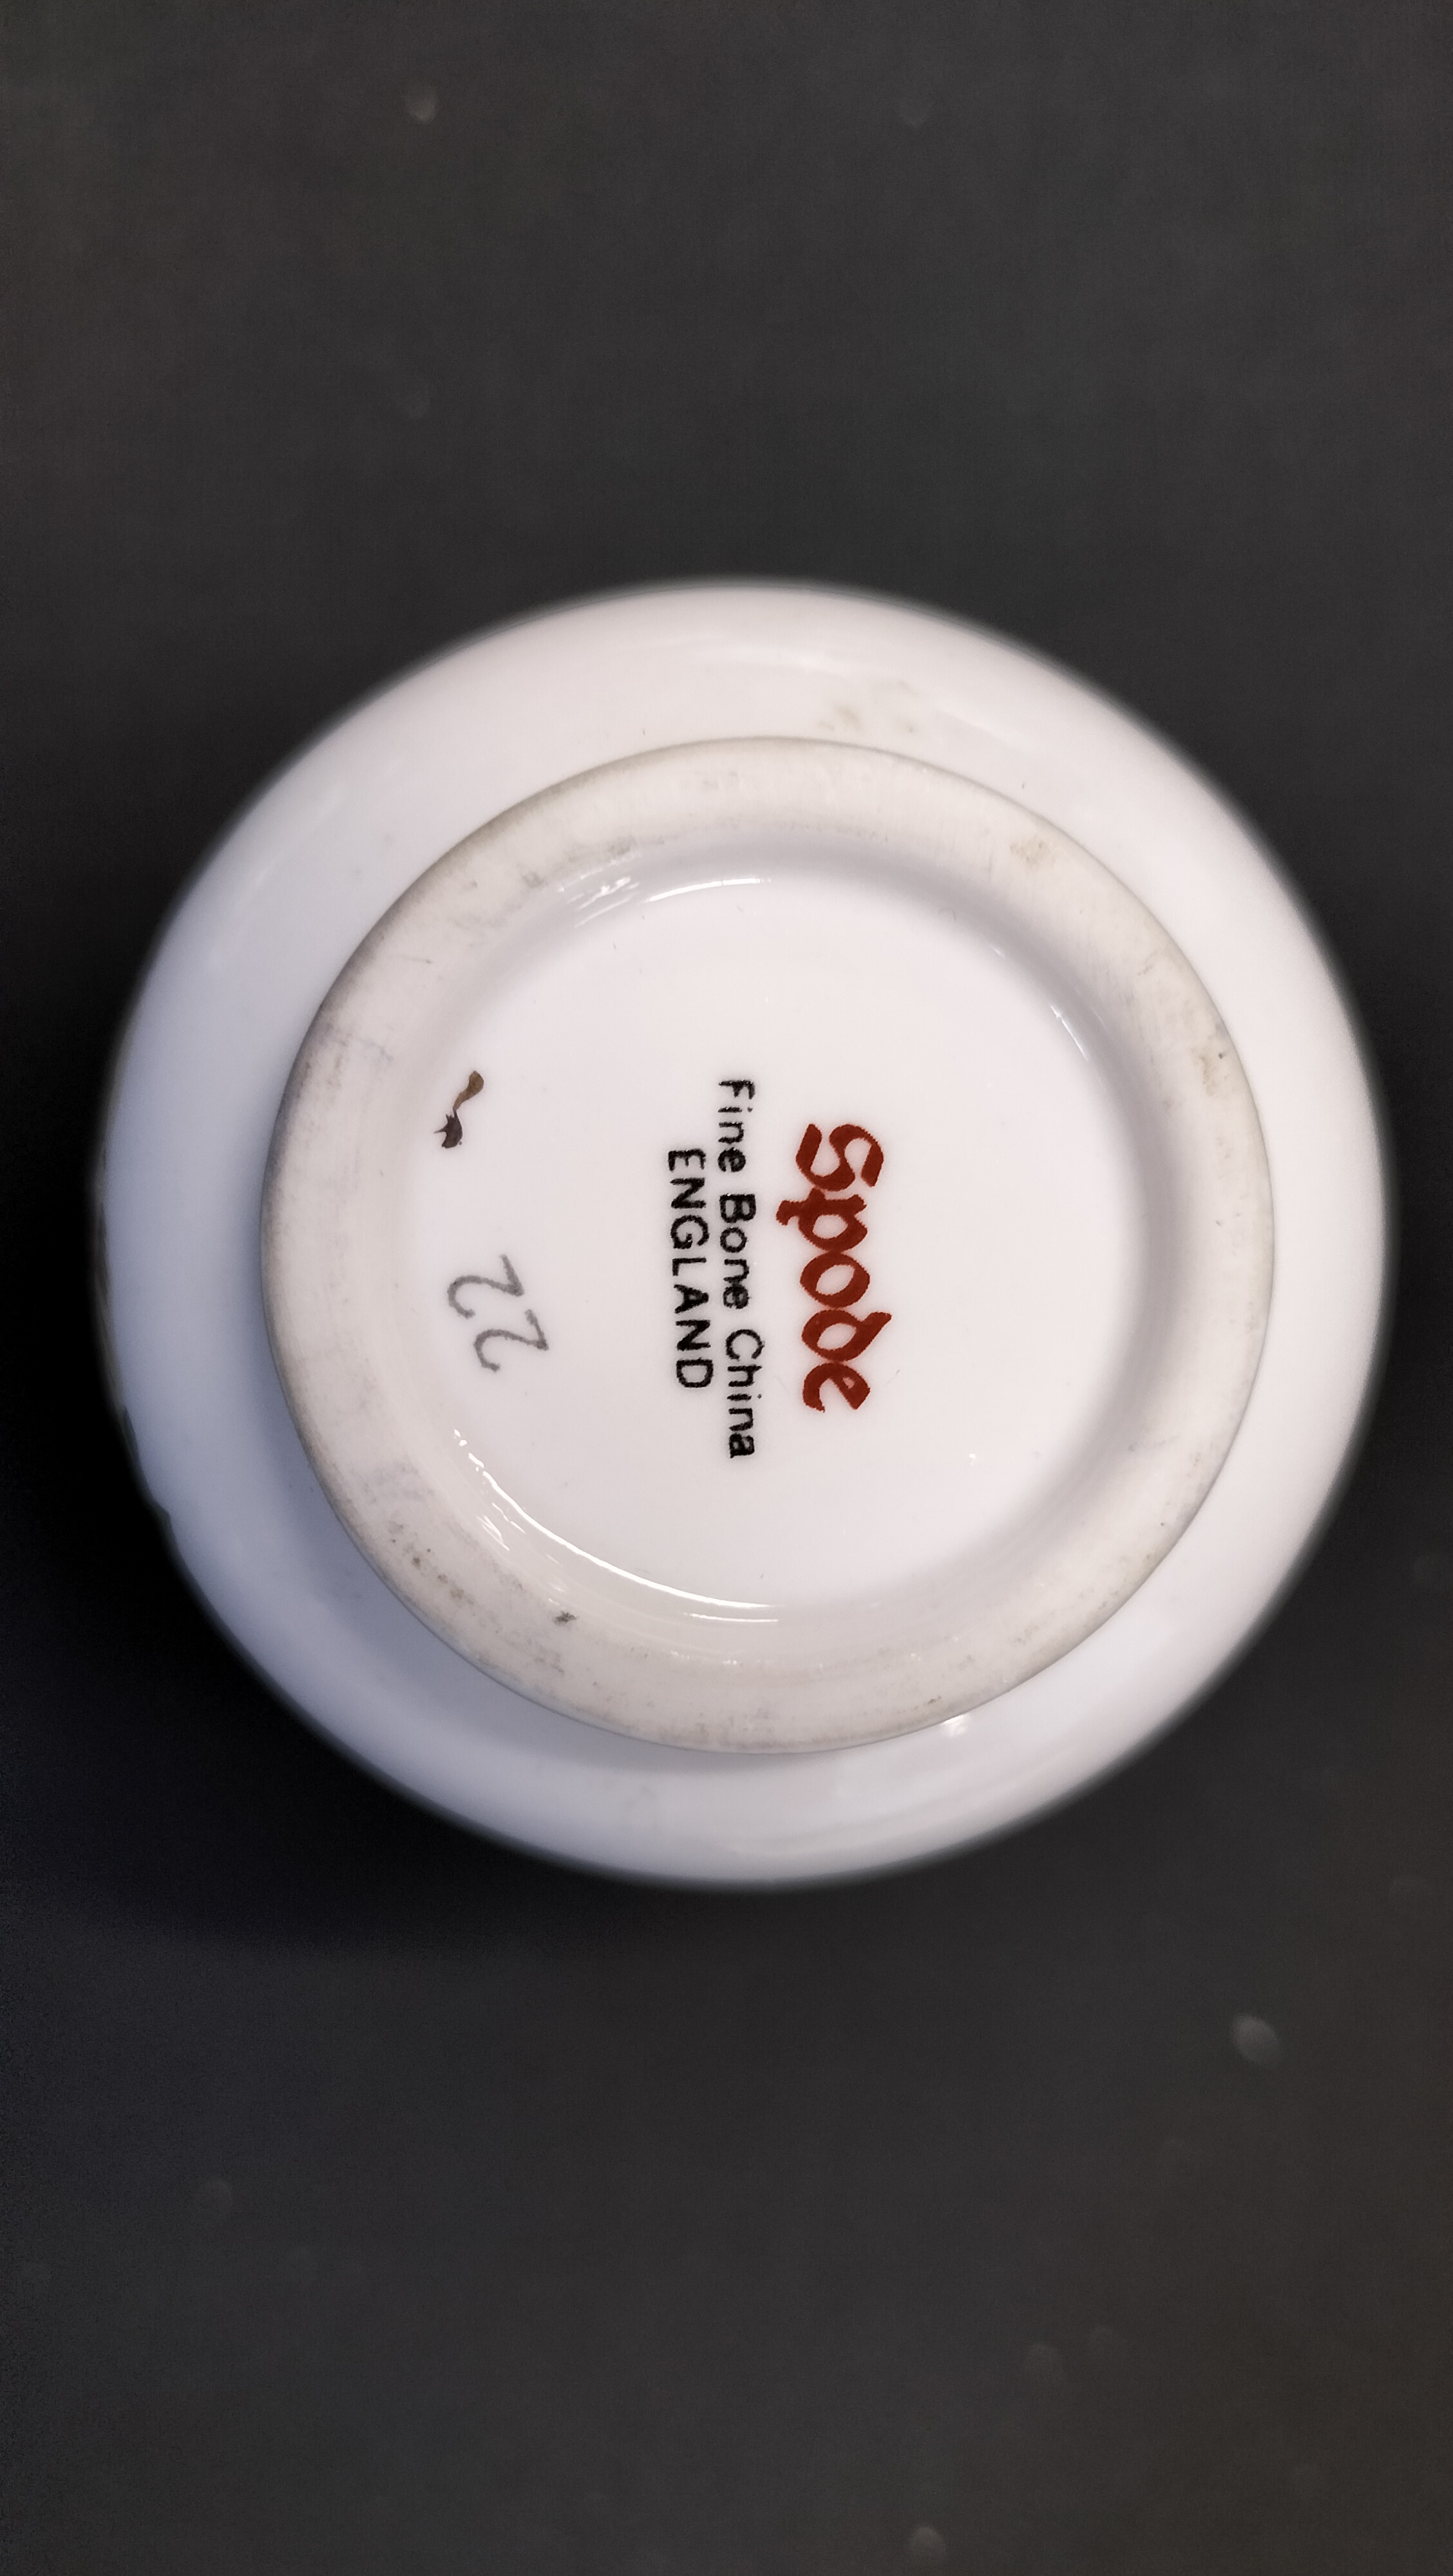 Spode
Fine Bone China
ENGLAND
22